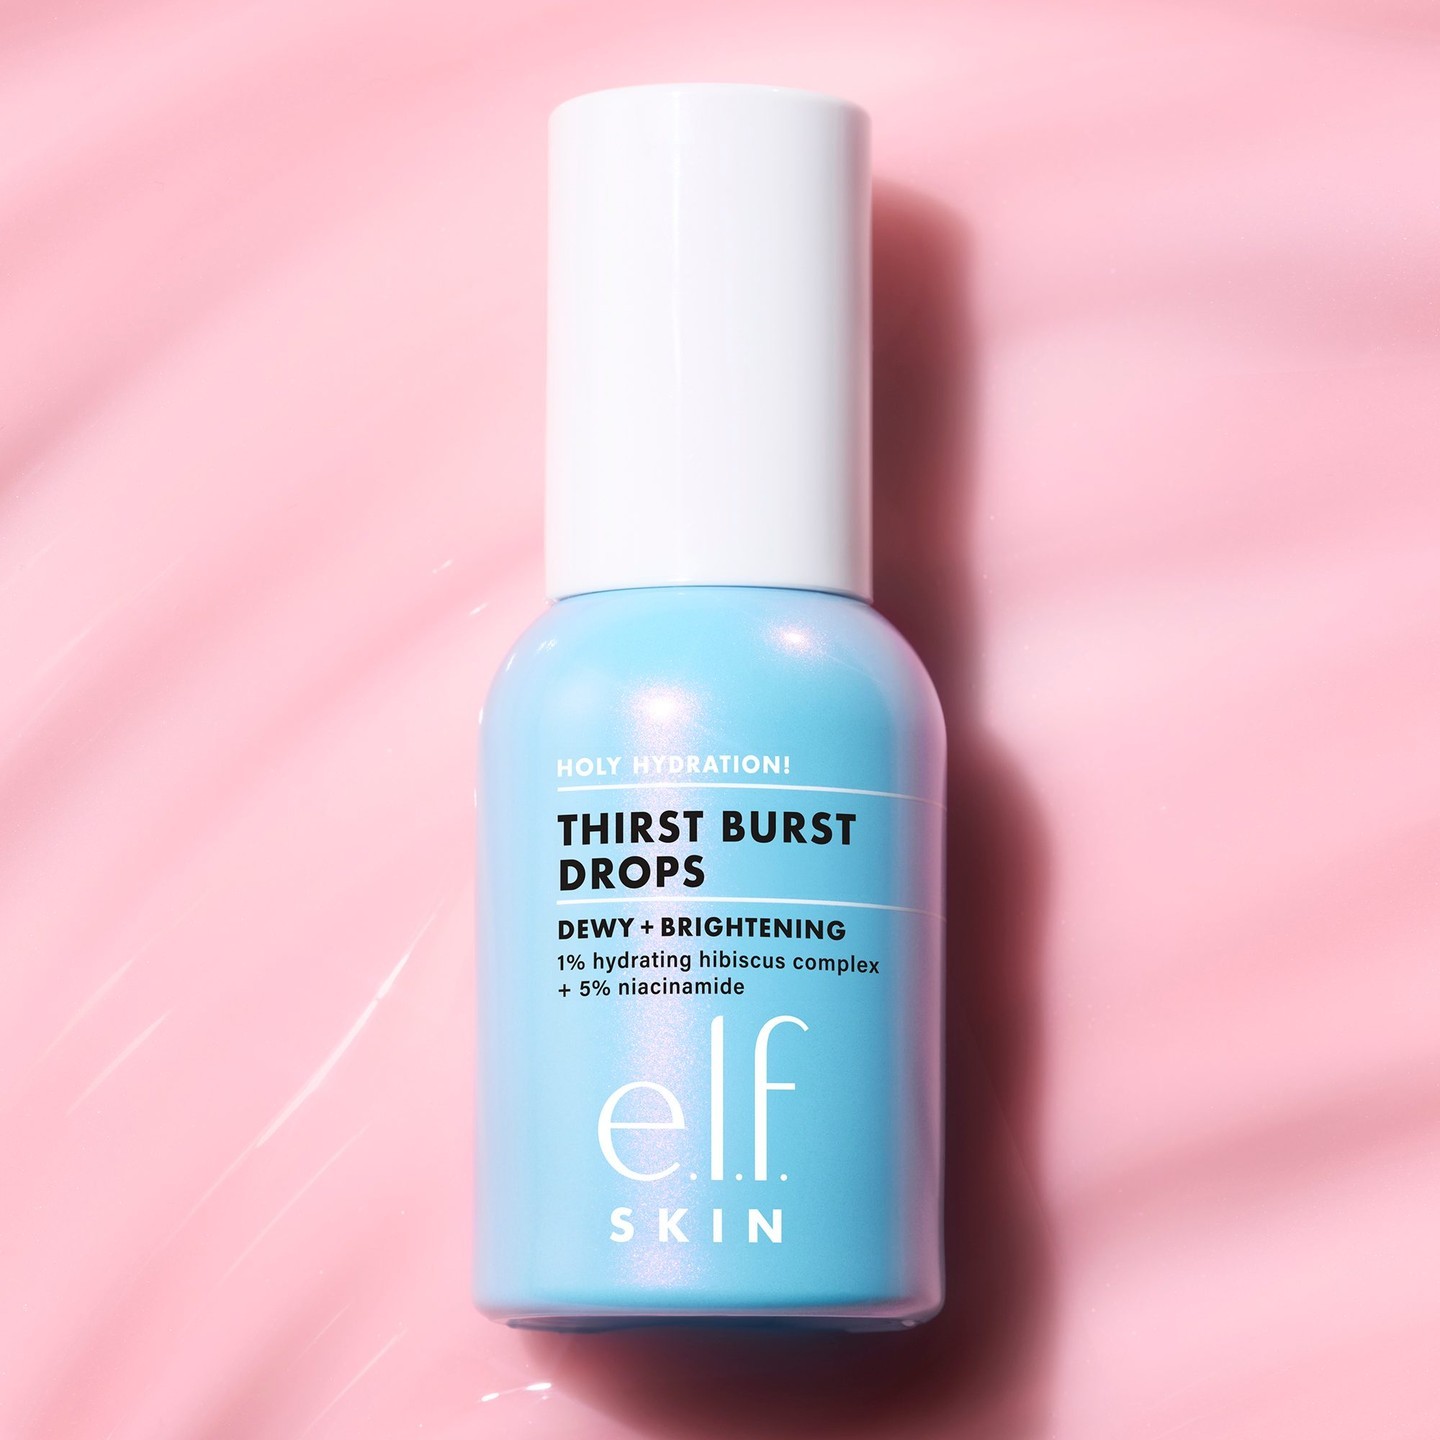 HOLY HYDRATION!
THIRST BURST
DROPS
DEWY + BRIGHTENING
1% hydrating hibiscus complex
+ 5% niacinamide
e.l.f.
SKIN